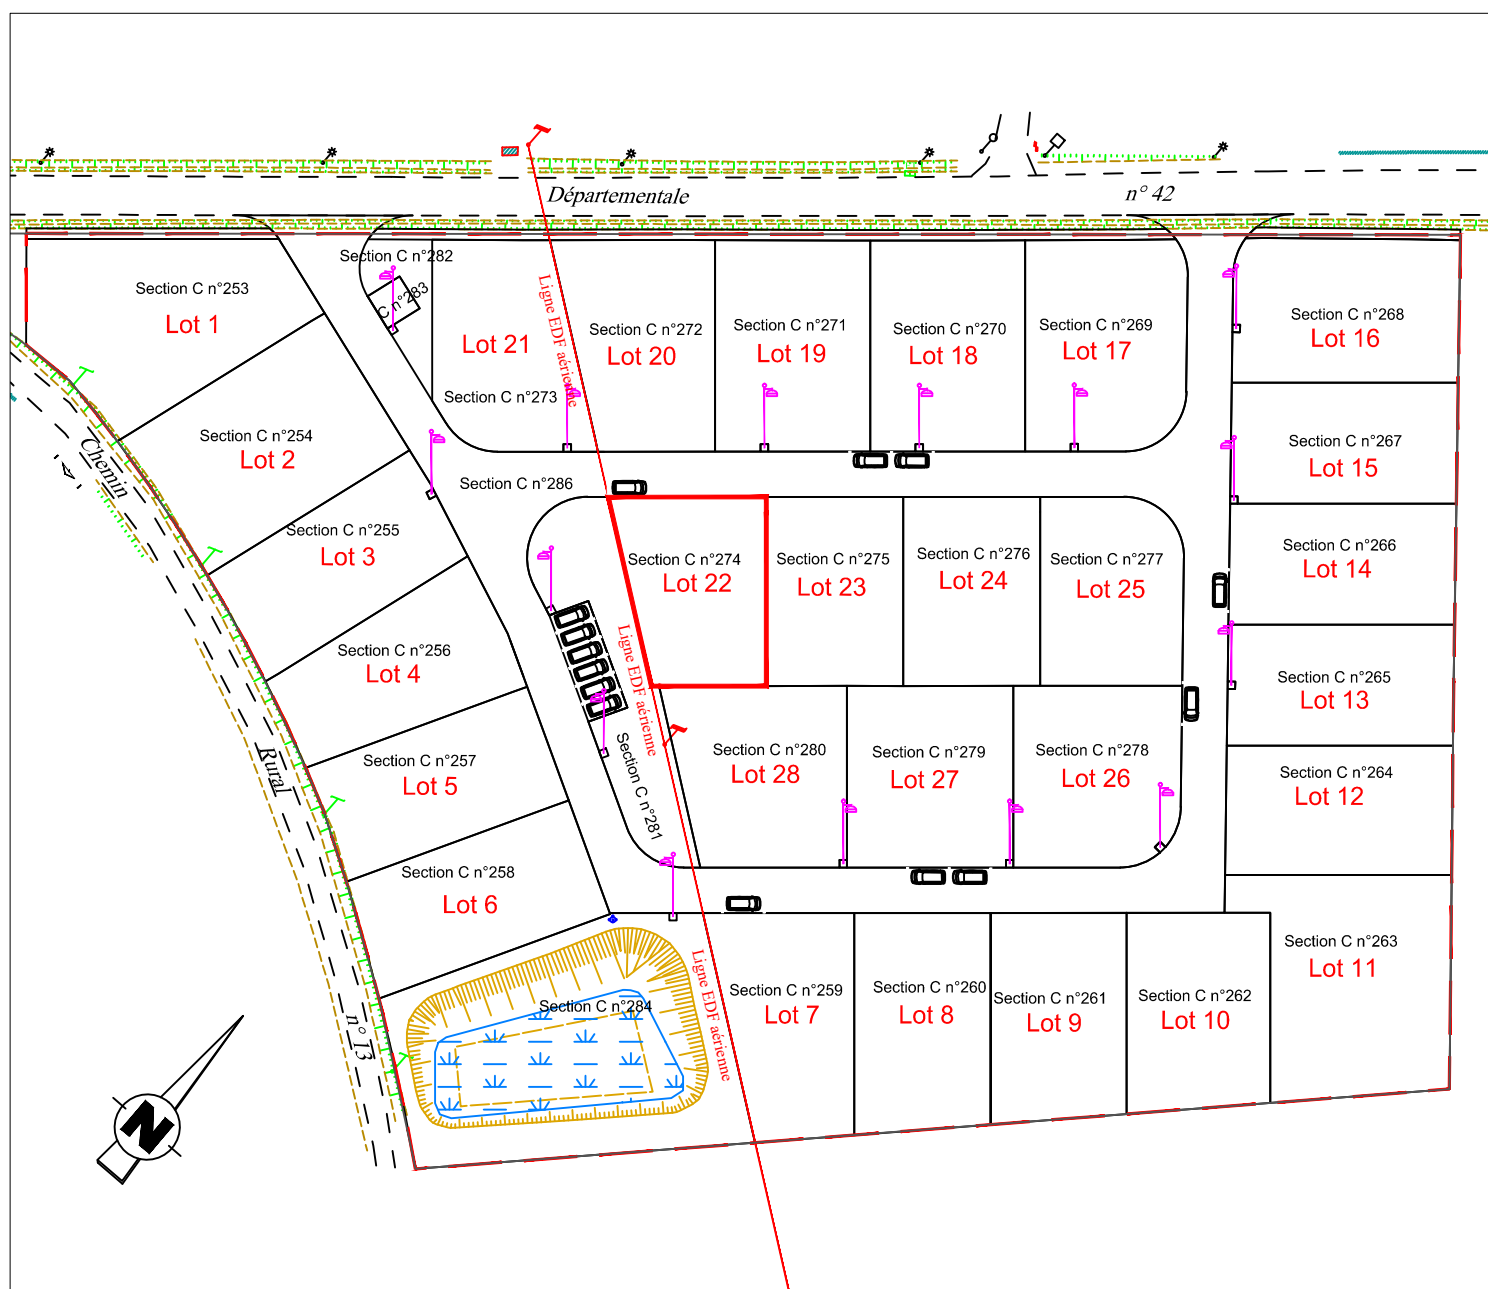 Départementale
n° 42
Section C n°282
C n°283
Section C n°253
Lot 1
Lot 21
Section C n°273
Ligne EDF aérienne
Section C n°272
Lot 20
Section C n°271
Lot 19
Section C n°270
Lot 18
Section C n°269
Lot 17
Section C n°268
Lot 16
Section C n°254
Lot 2
Chemin
Section C n°267
Lot 15
Section C n°286
Section C n°255
Lot 3
Section C n°274
Lot 22
Section C n°275
Lot 23
Section C n°276
Lot 24
Section C n°277
Lot 25
Section C n°266
Lot 14
Section C n°256
Lot 4
Ligne EDF aérienne
Section C n°265
Lot 13
Rural
Section C n°257
Lot 5
Section C n°281
Section C n°280
Lot 28
Section C n°279
Lot 27
Section C n°278
Lot 26
Section C n°264
Lot 12
Section C n°258
Lot 6
Section C n°263
Lot 11
Section C n°284
Ligne EDF aérienne
Section C n°259
Lot 7
Section C n°260
Lot 8
Section C n°261
Lot 9
Section C n°262
Lot 10
n° 13
N